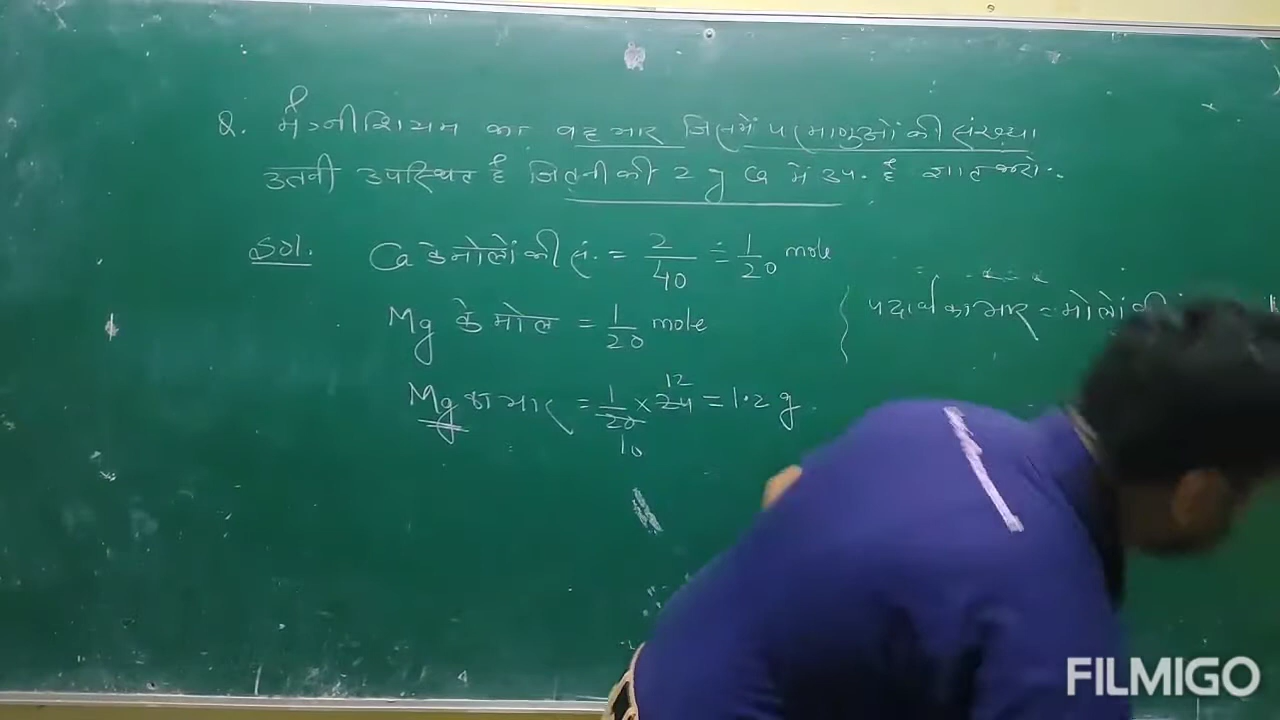 Q. मैग्नीशियम का वह भार जिसमें परमाणुओं की संख्या
उतनी उपस्थित है जितनी की 2 g Ca में उप. है ज्ञात करो..
Sol. Ca के मोलों की सं. = 2/40 = 1/20 mole
Mg के मोल = 1/20 mole
पदार्थ का भार = मोलों की
Mg का भार = 1/20 x 24 = 1.2 g
12
10
FILMIGO